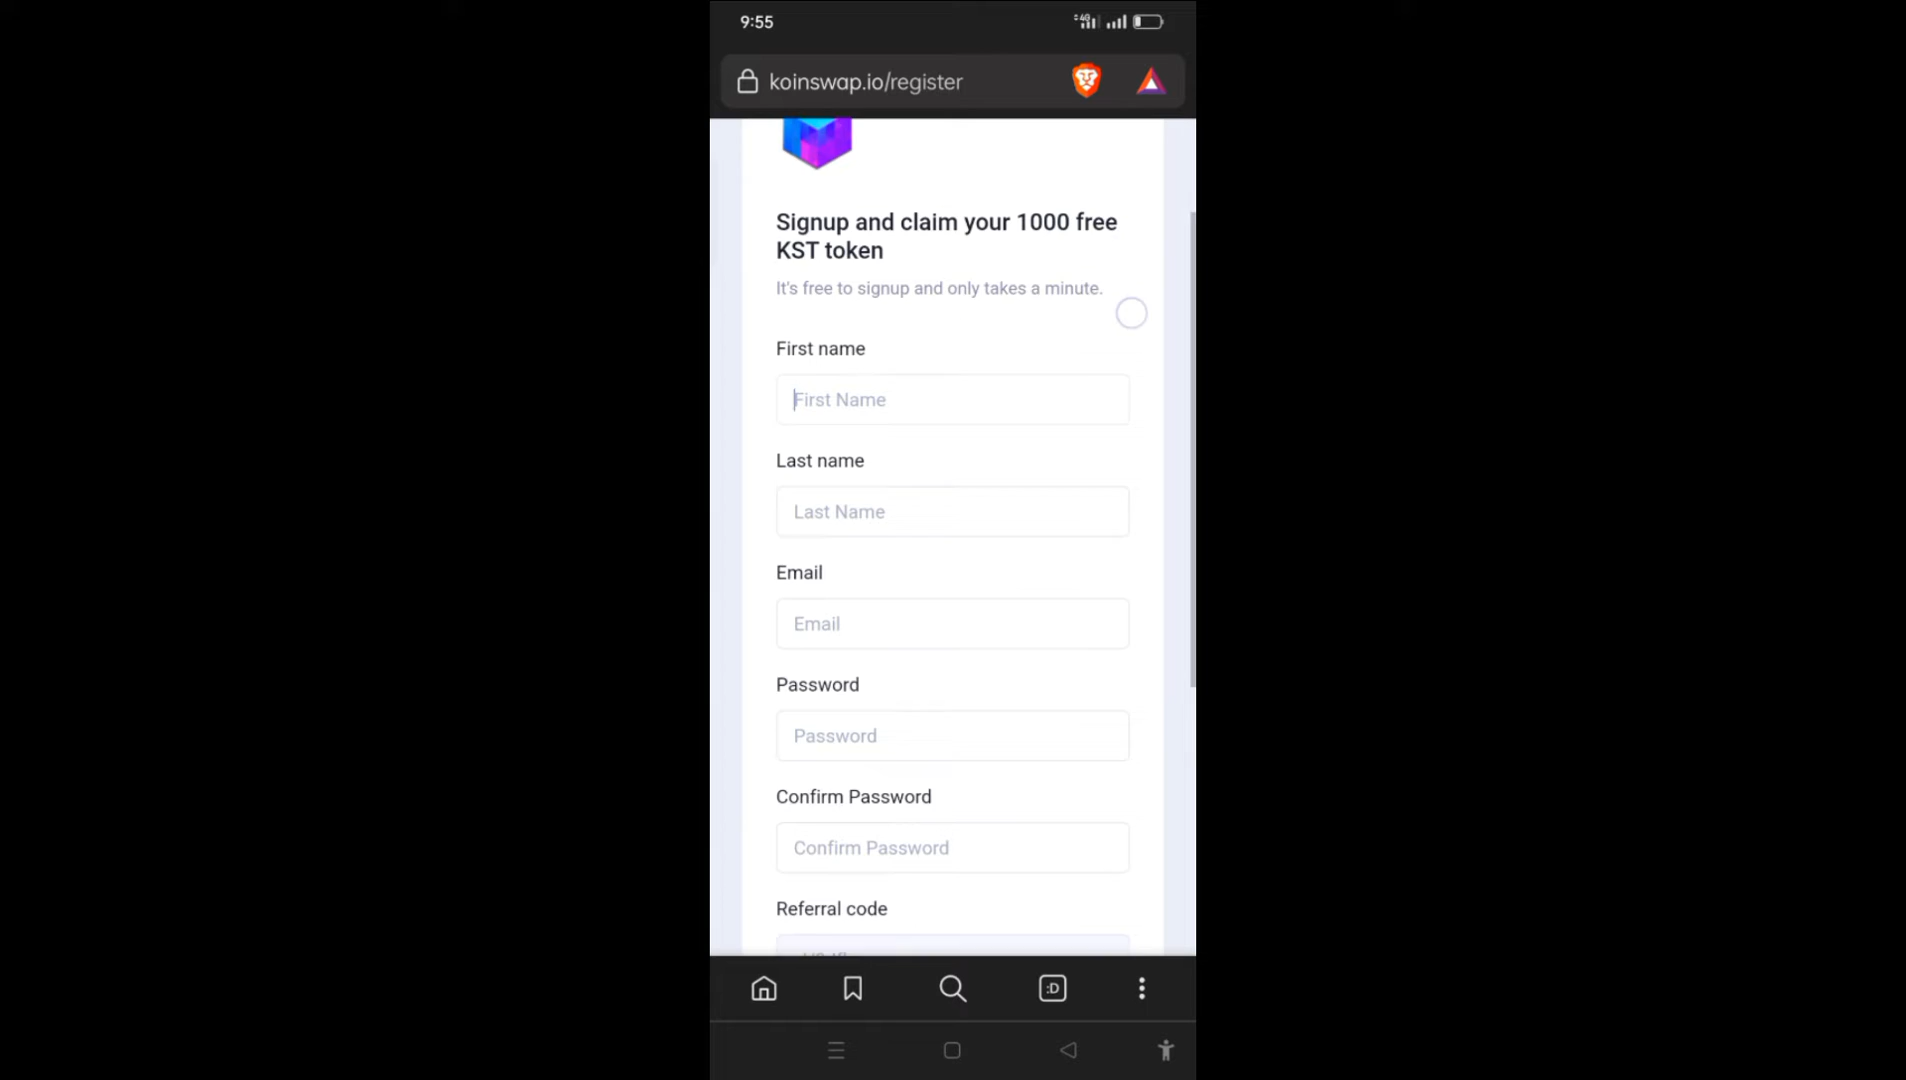 9:55
4G
koinswap.io/register
Signup and claim your 1000 free
KST token
It's free to signup and only takes a minute.
First name
First Name
Last name
Last Name
Email
Email
Password
Password
Confirm Password
Confirm Password
Referral code
:D